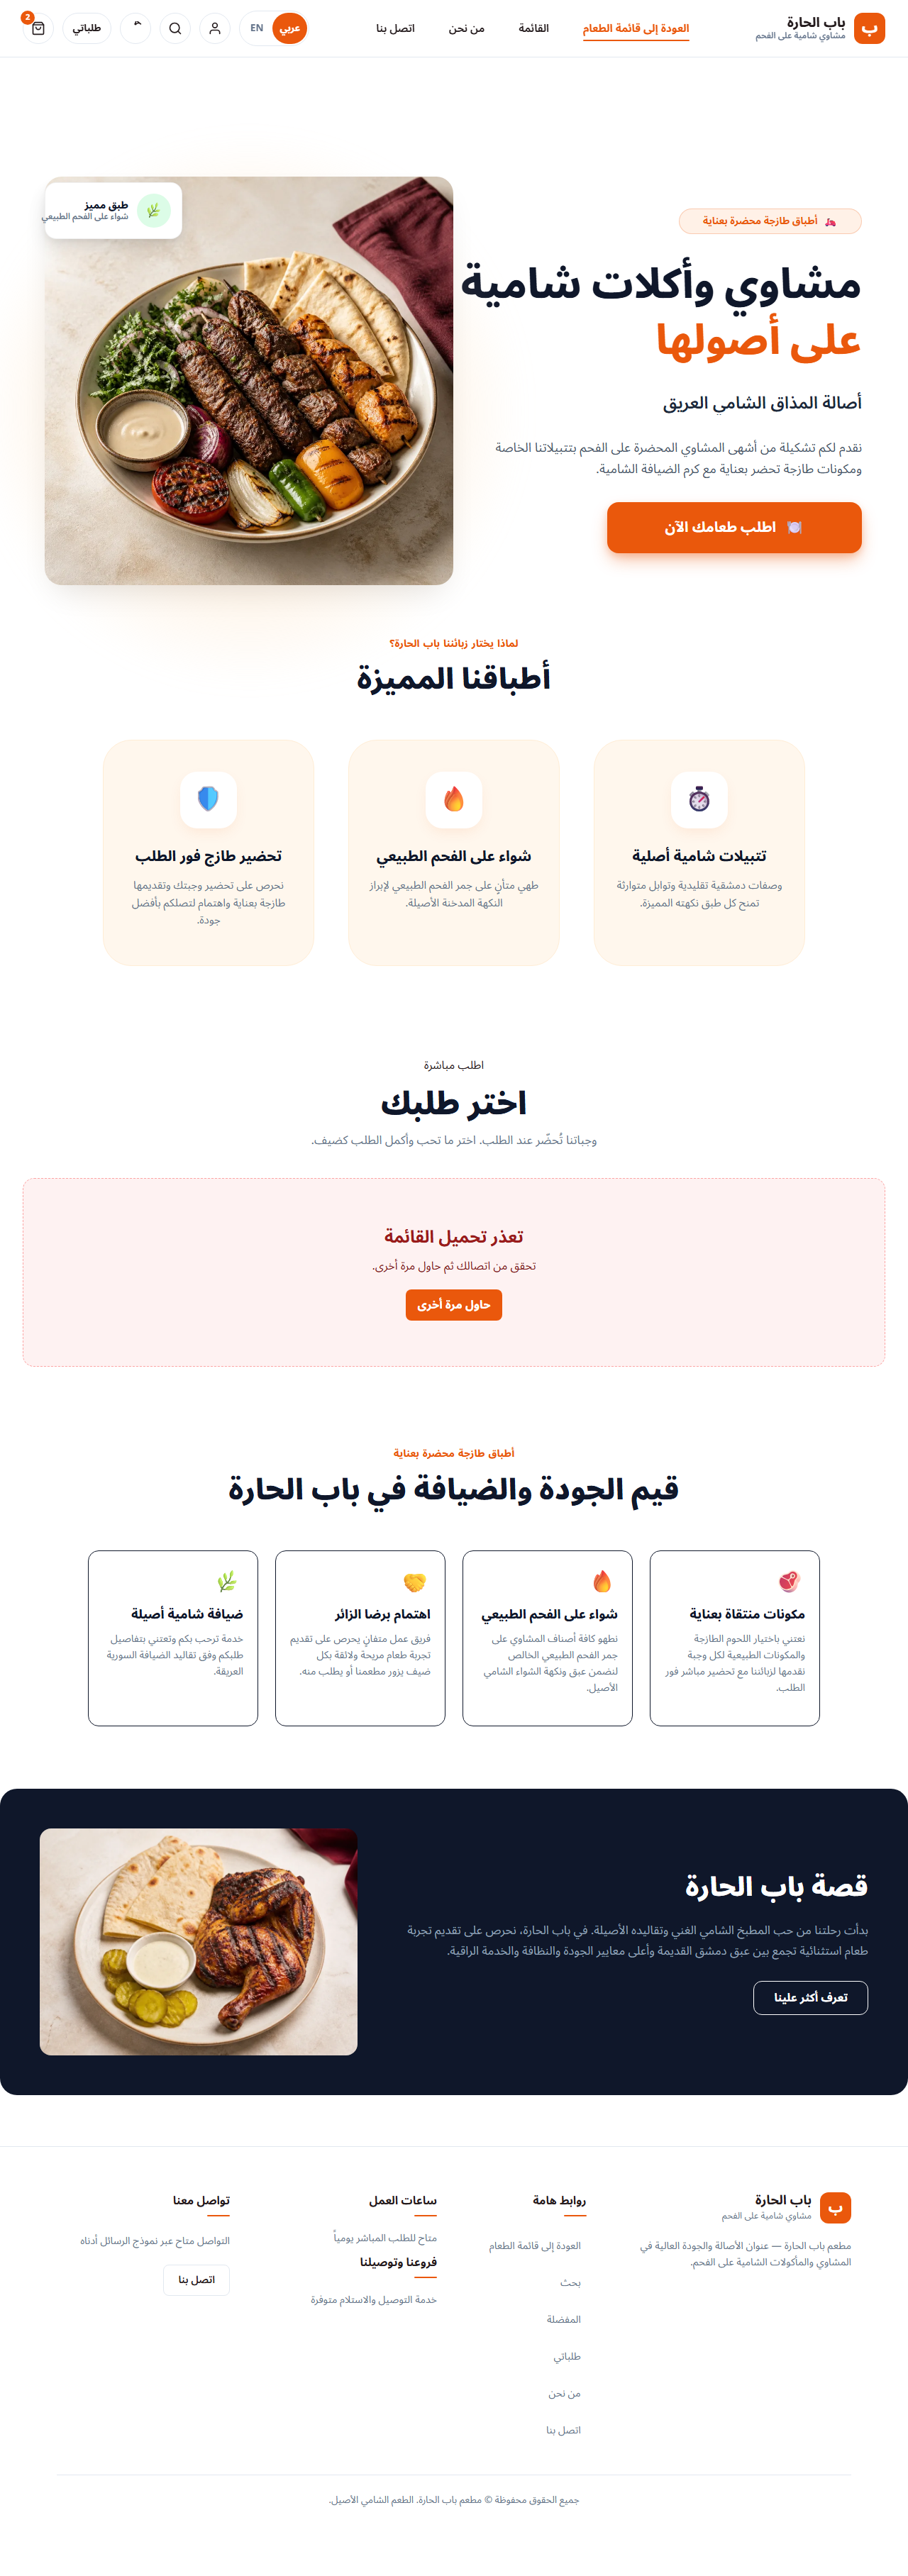 ب
باب الحارة
مشاوي شامية على الفحم
العودة إلى قائمة الطعام
القائمة
من نحن
اتصل بنا
عربي
EN
طلباتي
2
أطباق طازجة محضرة بعناية
مشاوي وأكلات شامية
على أصولها
أصالة المذاق الشامي العريق
نقدم لكم تشكيلة من أشهى المشاوي المحضرة على الفحم بتتبيلاتنا الخاصة
ومكونات طازجة تحضر بعناية مع كرم الضيافة الشامية.
اطلب طعامك الآن
طبق مميز
شواء على الفحم الطبيعي
لماذا يختار زبائننا باب الحارة؟
أطباقنا المميزة
تتبيلات شامية أصلية
وصفات دمشقية تقليدية وتوابل متوارثة
تمنح كل طبق نكهته المميزة.
شواء على الفحم الطبيعي
طهي متأنٍ على جمر الفحم الطبيعي لإبراز
النكهة المدخنة الأصيلة.
تحضير طازج فور الطلب
نحرص على تحضير وجبتك وتقديمها
طازجة بعناية واهتمام لتصلكم بأفضل
جودة.
اطلب مباشرة
اختر طلبك
وجباتنا تُحضّر عند الطلب. اختر ما تحب وأكمل الطلب كضيف.
تعذر تحميل القائمة
تحقق من اتصالك ثم حاول مرة أخرى.
حاول مرة أخرى
أطباق طازجة محضرة بعناية
قيم الجودة والضيافة في باب الحارة
مكونات منتقاة بعناية
نعتني باختيار اللحوم الطازجة
والمكونات الطبيعية لكل وجبة
نقدمها لزبائننا مع تحضير مباشر فور
الطلب.
شواء على الفحم الطبيعي
نطهو كافة أصناف المشاوي على
جمر الفحم الطبيعي الخالص
لنضمن عبق ونكهة الشواء الشامي
الأصيل.
اهتمام برضا الزائر
فريق عمل متفانٍ يحرص على تقديم
تجربة طعام مريحة ولائقة بكل
ضيف يزور مطعمنا أو يطلب منه.
ضيافة شامية أصيلة
خدمة ترحب بكم وتعتني بتفاصيل
طلبكم وفق تقاليد الضيافة السورية
العريقة.
قصة باب الحارة
بدأت رحلتنا من حب المطبخ الشامي الغني وتقاليده الأصيلة. في باب الحارة، نحرص على تقديم تجربة
طعام استثنائية تجمع بين عبق دمشق القديمة وأعلى معايير الجودة والنظافة والخدمة الراقية.
تعرف أكثر علينا
ب
باب الحارة
مشاوي شامية على الفحم
مطعم باب الحارة — عنوان الأصالة والجودة العالية في
المشاوي والمأكولات الشامية على الفحم.
روابط هامة
العودة إلى قائمة الطعام
بحث
المفضلة
طلباتي
من نحن
اتصل بنا
ساعات العمل
متاح للطلب المباشر يومياً
فروعنا وتوصيلنا
خدمة التوصيل والاستلام متوفرة
تواصل معنا
التواصل متاح عبر نموذج الرسائل أدناه
اتصل بنا
جميع الحقوق محفوظة © مطعم باب الحارة. الطعم الشامي الأصيل.